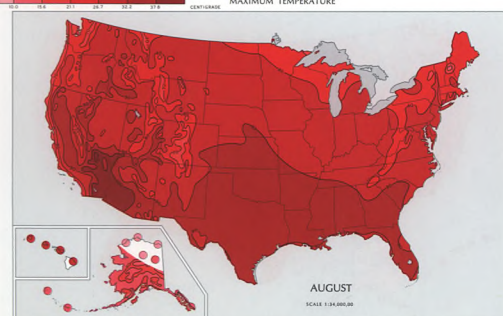 MAXIMUM TEMPERATURE
10.0 15.6 21.1 26.7 32.2 37.8 CENTIGRADE
AUGUST
SCALE 1:34,000,00